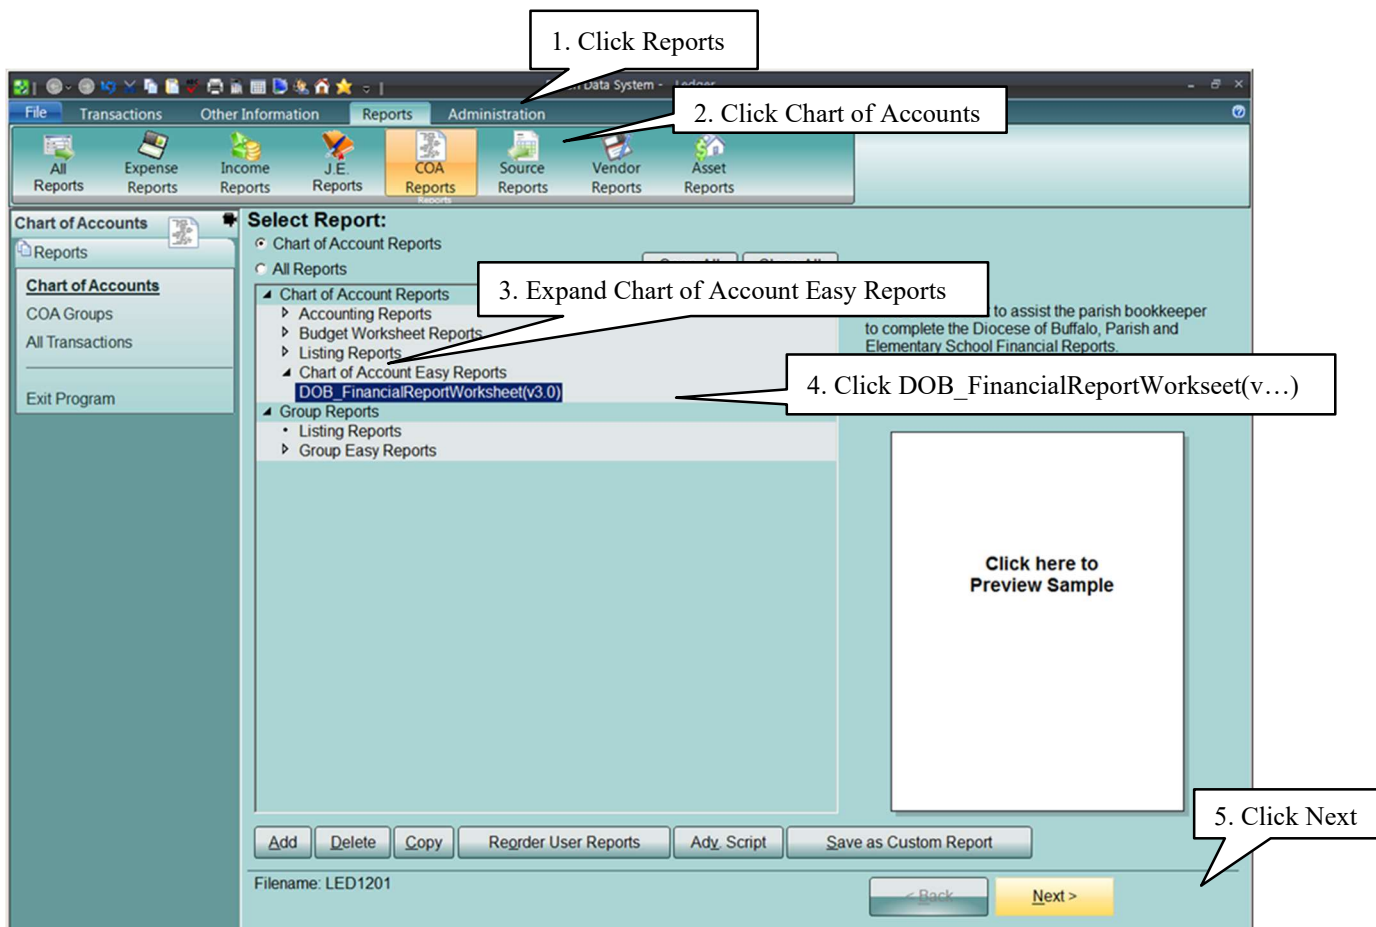 1. Click Reports
Data System - Ledger
2. Click Chart of Accounts
File Transactions Other Information Reports Administration
All Reports
Expense Reports
Income Reports
J.E. Reports
COA Reports
Source Reports
Vendor Reports
Asset Reports
Reports
Chart of Accounts
Reports
Chart of Accounts
COA Groups
All Transactions
Exit Program
Select Report:
Chart of Account Reports
All Reports
3. Expand Chart of Account Easy Reports
Chart of Account Reports
Accounting Reports
Budget Worksheet Reports
Listing Reports
Chart of Account Easy Reports
DOB_FinancialReportWorksheet(v3.0)
Group Reports
Listing Reports
Group Easy Reports
to assist the parish bookkeeper
to complete the Diocese of Buffalo, Parish and
Elementary School Financial Reports.
4. Click DOB_FinancialReportWorkseet(v…)
Click here to
Preview Sample
5. Click Next
Add Delete Copy Reorder User Reports Adv. Script Save as Custom Report
Filename: LED1201
< Back Next >